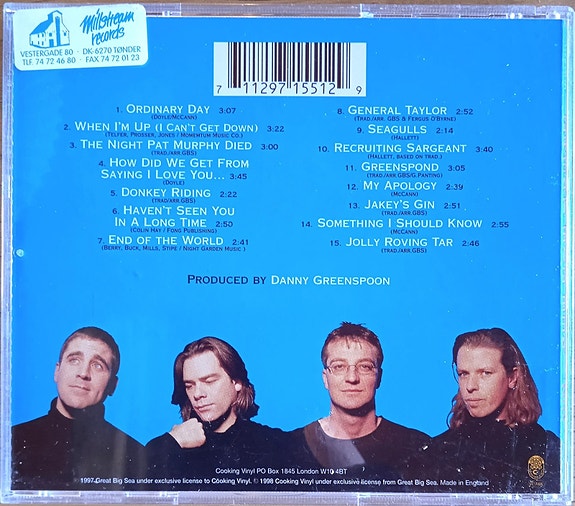 Millstream
records
VESTERGADE 80 · DK-6270 TØNDER
TLF. 74 72 46 80 · FAX 74 72 01 23
7 11297 15512 9
1. ORDINARY DAY 3:07
(DOYLE/MCCANN)
2. WHEN I'M UP (I CAN'T GET DOWN) 3:22
(TELFER, PROSSER, JONES / MOMENTUM MUSIC CO.)
3. THE NIGHT PAT MURPHY DIED 3:00
(TRAD/ARR.GBS)
4. HOW DID WE GET FROM
SAYING I LOVE YOU... 3:45
(DOYLE)
5. DONKEY RIDING 2:22
(TRAD/ARR.GBS)
6. HAVEN'T SEEN YOU
IN A LONG TIME 2:50
(COLIN HAY / FONG PUBLISHING)
7. END OF THE WORLD 2:41
(BERRY, BUCK, MILLS, STIPE / NIGHT GARDEN MUSIC)
8. GENERAL TAYLOR 2:52
(TRAD./ARR. GBS & FERGUS O'BYRNE)
9. SEAGULLS 2:14
(HALLETT)
10. RECRUITING SARGEANT 3:40
(HALLETT, BASED ON TRAD.)
11. GREENSPOND 3:05
(TRAD/ARR.GBS/G.PANTING)
12. MY APOLOGY 2:39
(MCCANN)
13. JAKEY'S GIN 2:51
(TRAD./ARR.GBS)
14. SOMETHING I SHOULD KNOW 2:55
(MCCANN)
15. JOLLY ROVING TAR 2:46
(TRAD./ARR.GBS)
PRODUCED BY DANNY GREENSPOON
Cooking Vinyl PO Box 1845 London W10 4BT
1997 Great Big Sea under exclusive license to Cooking Vinyl. © 1998 Cooking Vinyl under exclusive license from Great Big Sea. Made in England